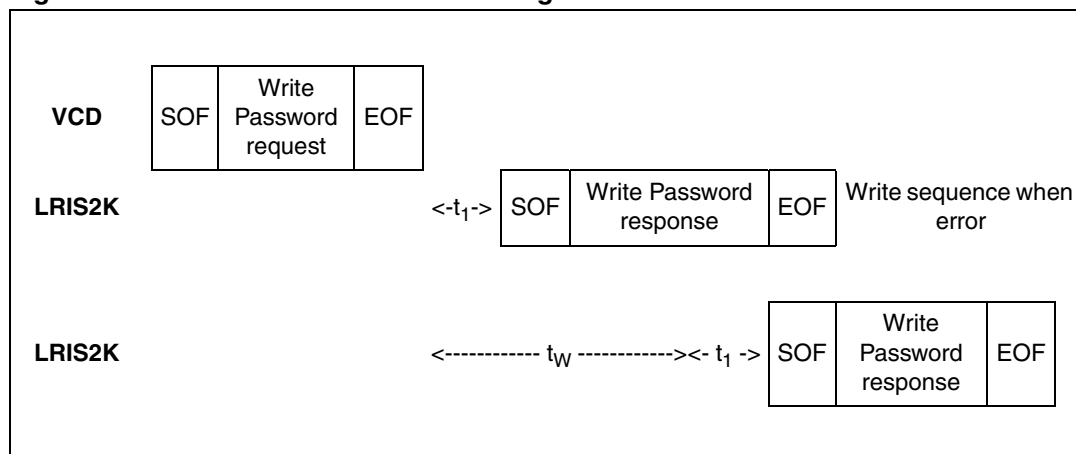 VCD
SOF
Write
Password
request
EOF
LRIS2K
<-t₁->
SOF
Write Password
response
EOF
Write sequence when
error
LRIS2K
<------------ t_W ------------><- t₁ ->
SOF
Write
Password
response
EOF